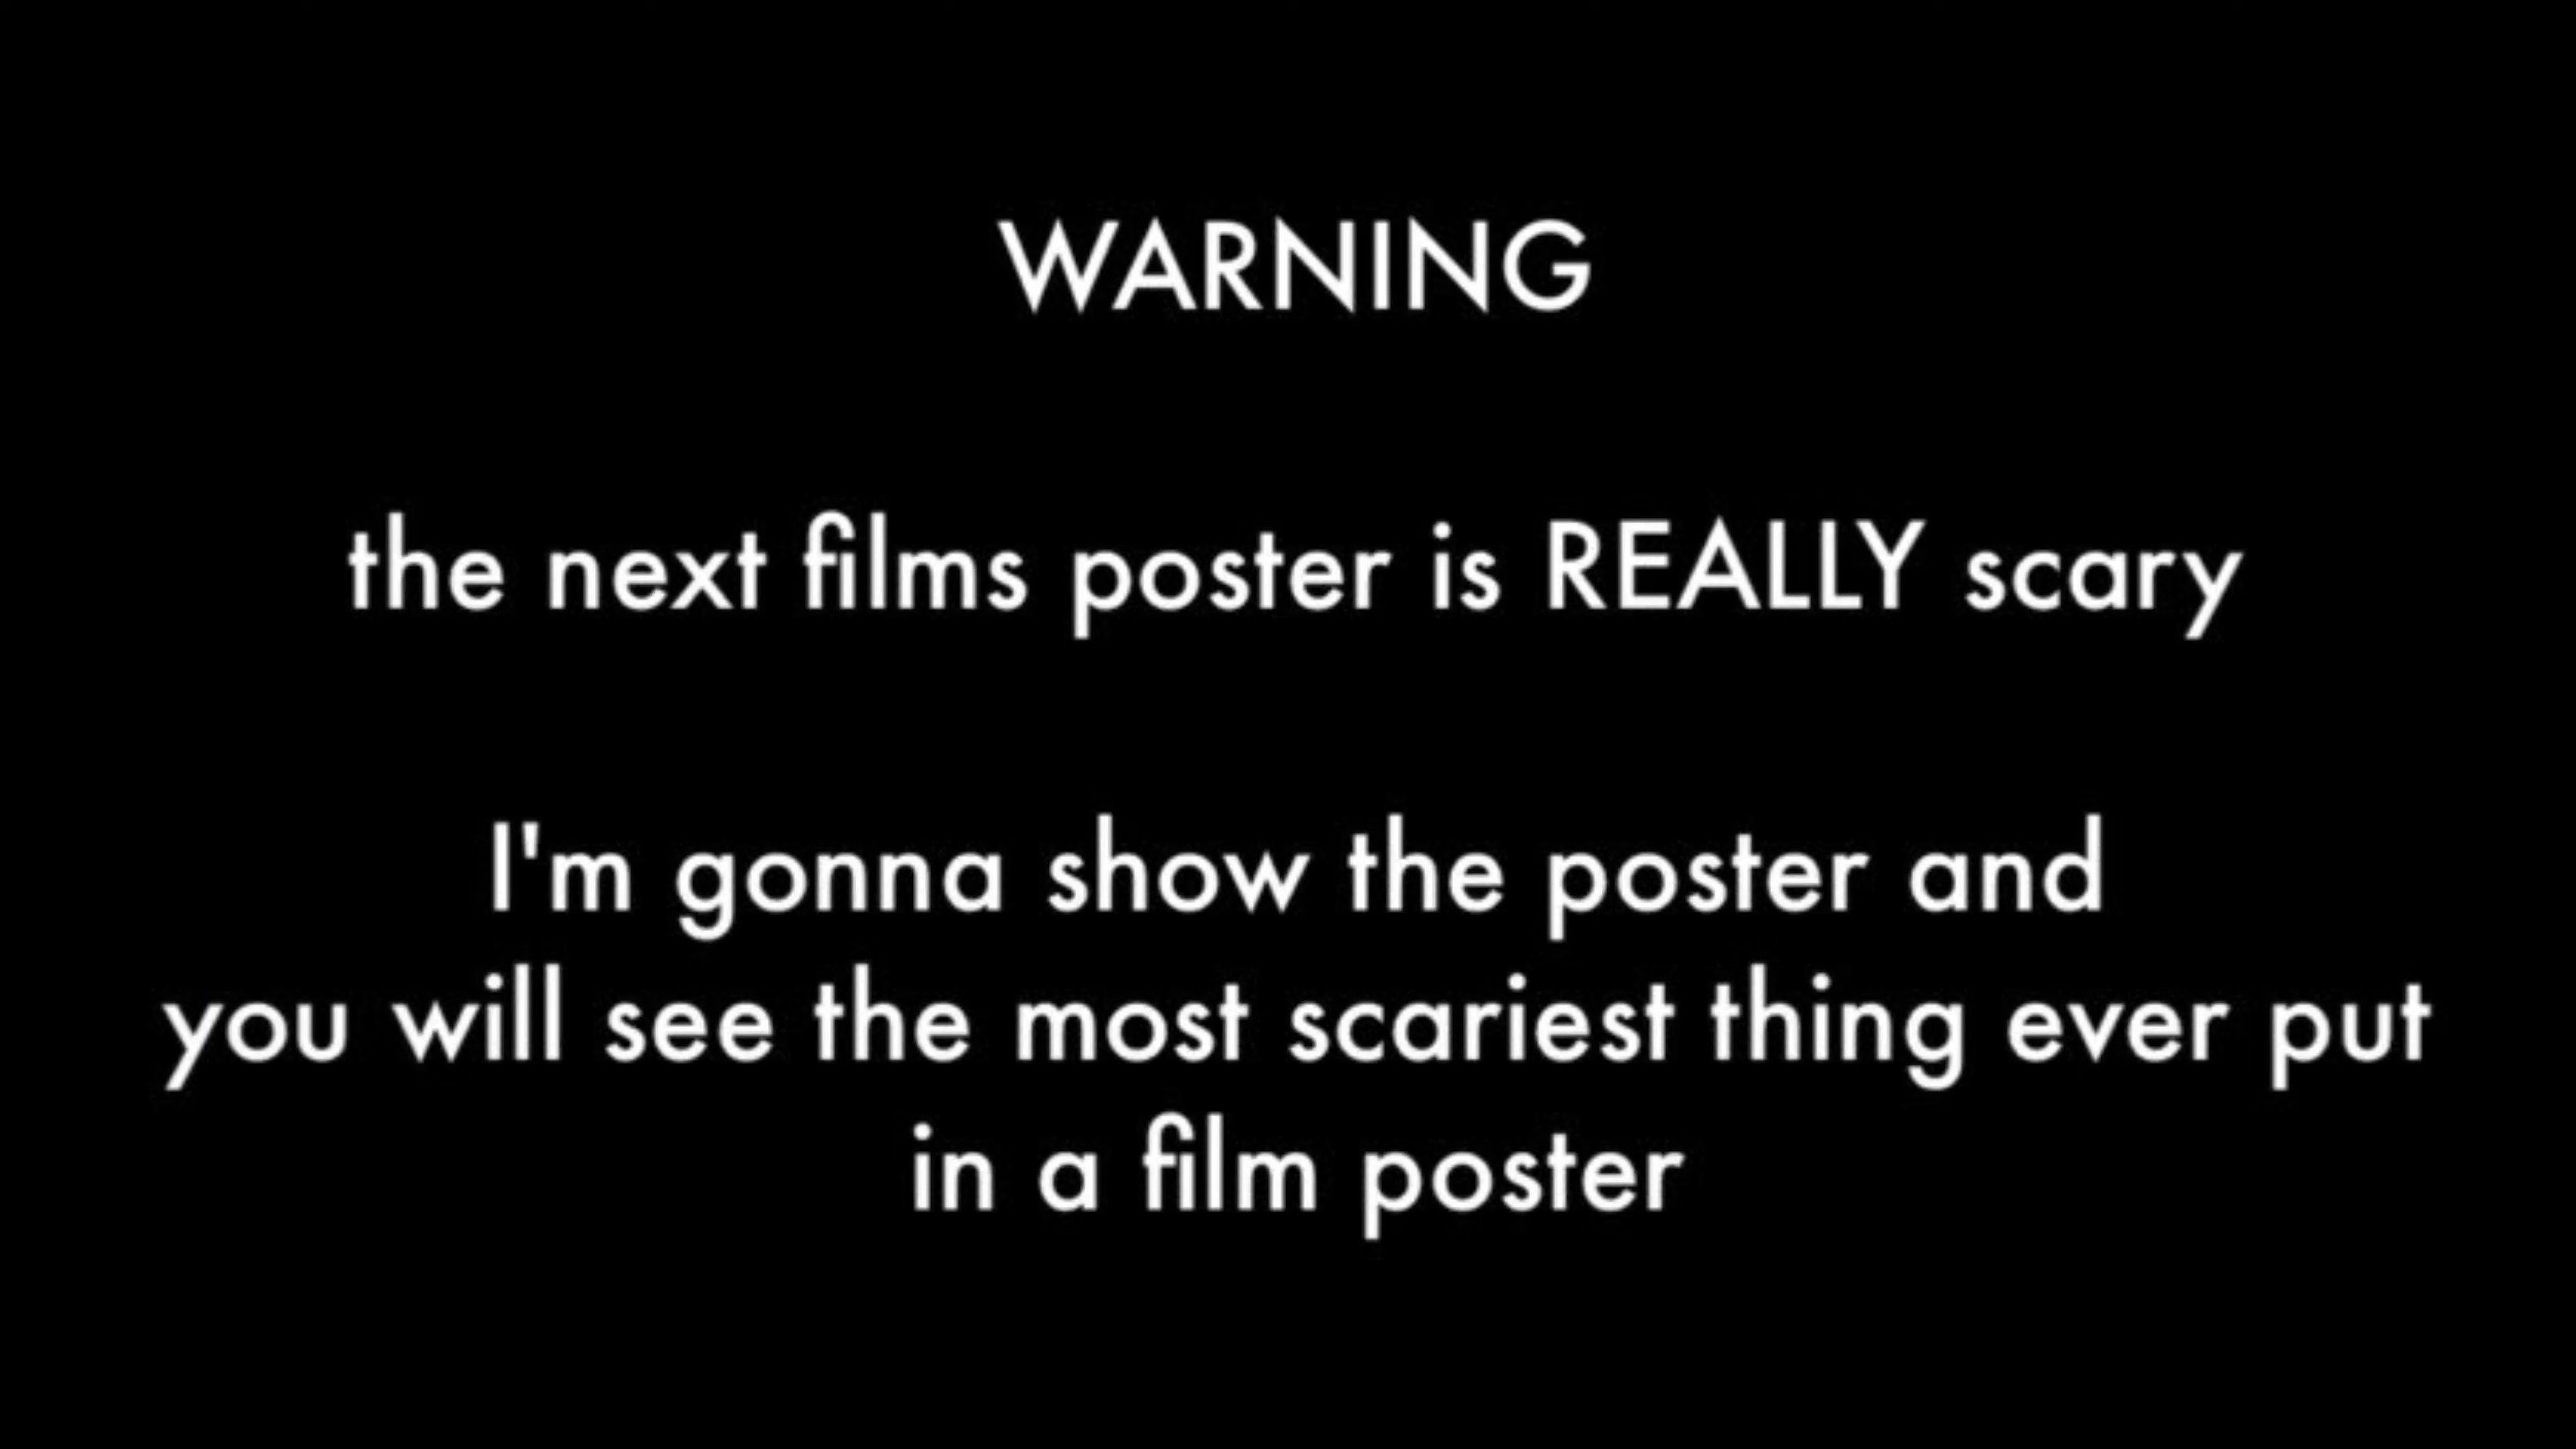 WARNING
the next films poster is REALLY scary
I'm gonna show the poster and
you will see the most scariest thing ever put
in a film poster